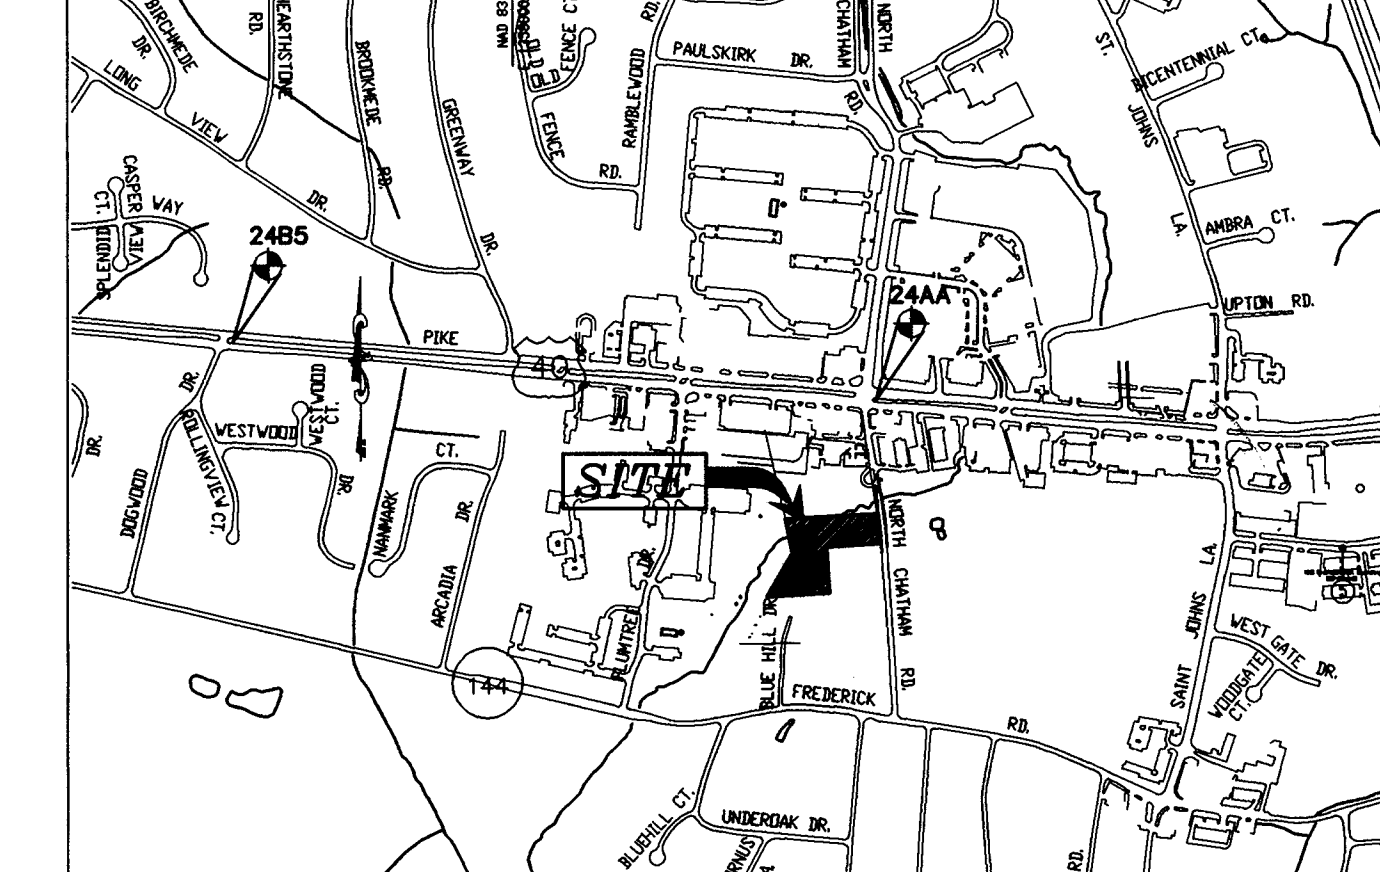 BIRCHMEDE
DR.
HEARTHSTONE
RD.
BROOKMEDE
RD.
GREENWAY
DR.
NAD 83
OLD
FENCE CT.
OLD
FENCE
RD.
RAMBLEWOOD
RD.
PAULSKIRK DR.
CHATHAM
RD.
NORTH
ST.
JOHNS
LA.
BICENTENNIAL CT.
AMBRA CT.
UPTON RD.
LONG
VIEW
DR.
CASPER
VIEW
WAY
SPLENDID
CT.
24B5
24AA
PIKE
40
DR.
DR.
ROLLINGVIEW CT.
WESTWOOD
WESTWOOD
CT.
DR.
DOGWOOD
CT.
NANMARK
ARCADIA
DR.
SITE
NORTH
CHATHAM
RD.
DR.
PLUMTREE
BLUE HILL DR.
144
FREDERICK
RD.
LA.
JOHNS
SAINT
WEST GATE DR.
WOODGATE
CT.
BLUEHILL CT.
UNDEROAK DR.
RD.